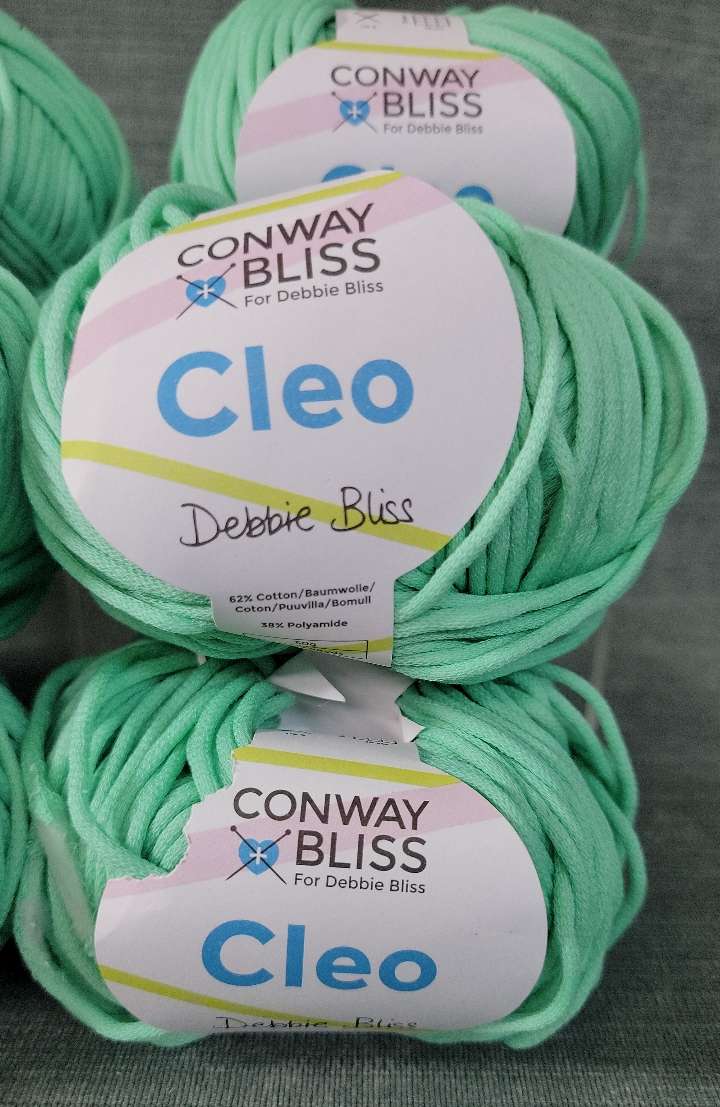 CONWAY
BLISS
For Debbie Bliss
CONWAY
BLISS
For Debbie Bliss
Cleo
Debbie Bliss
62% Cotton/Baumwolle/
Coton/Puuvilla/Bomull
38% Polyamide
CONWAY
BLISS
For Debbie Bliss
Cleo
Debbie Bliss